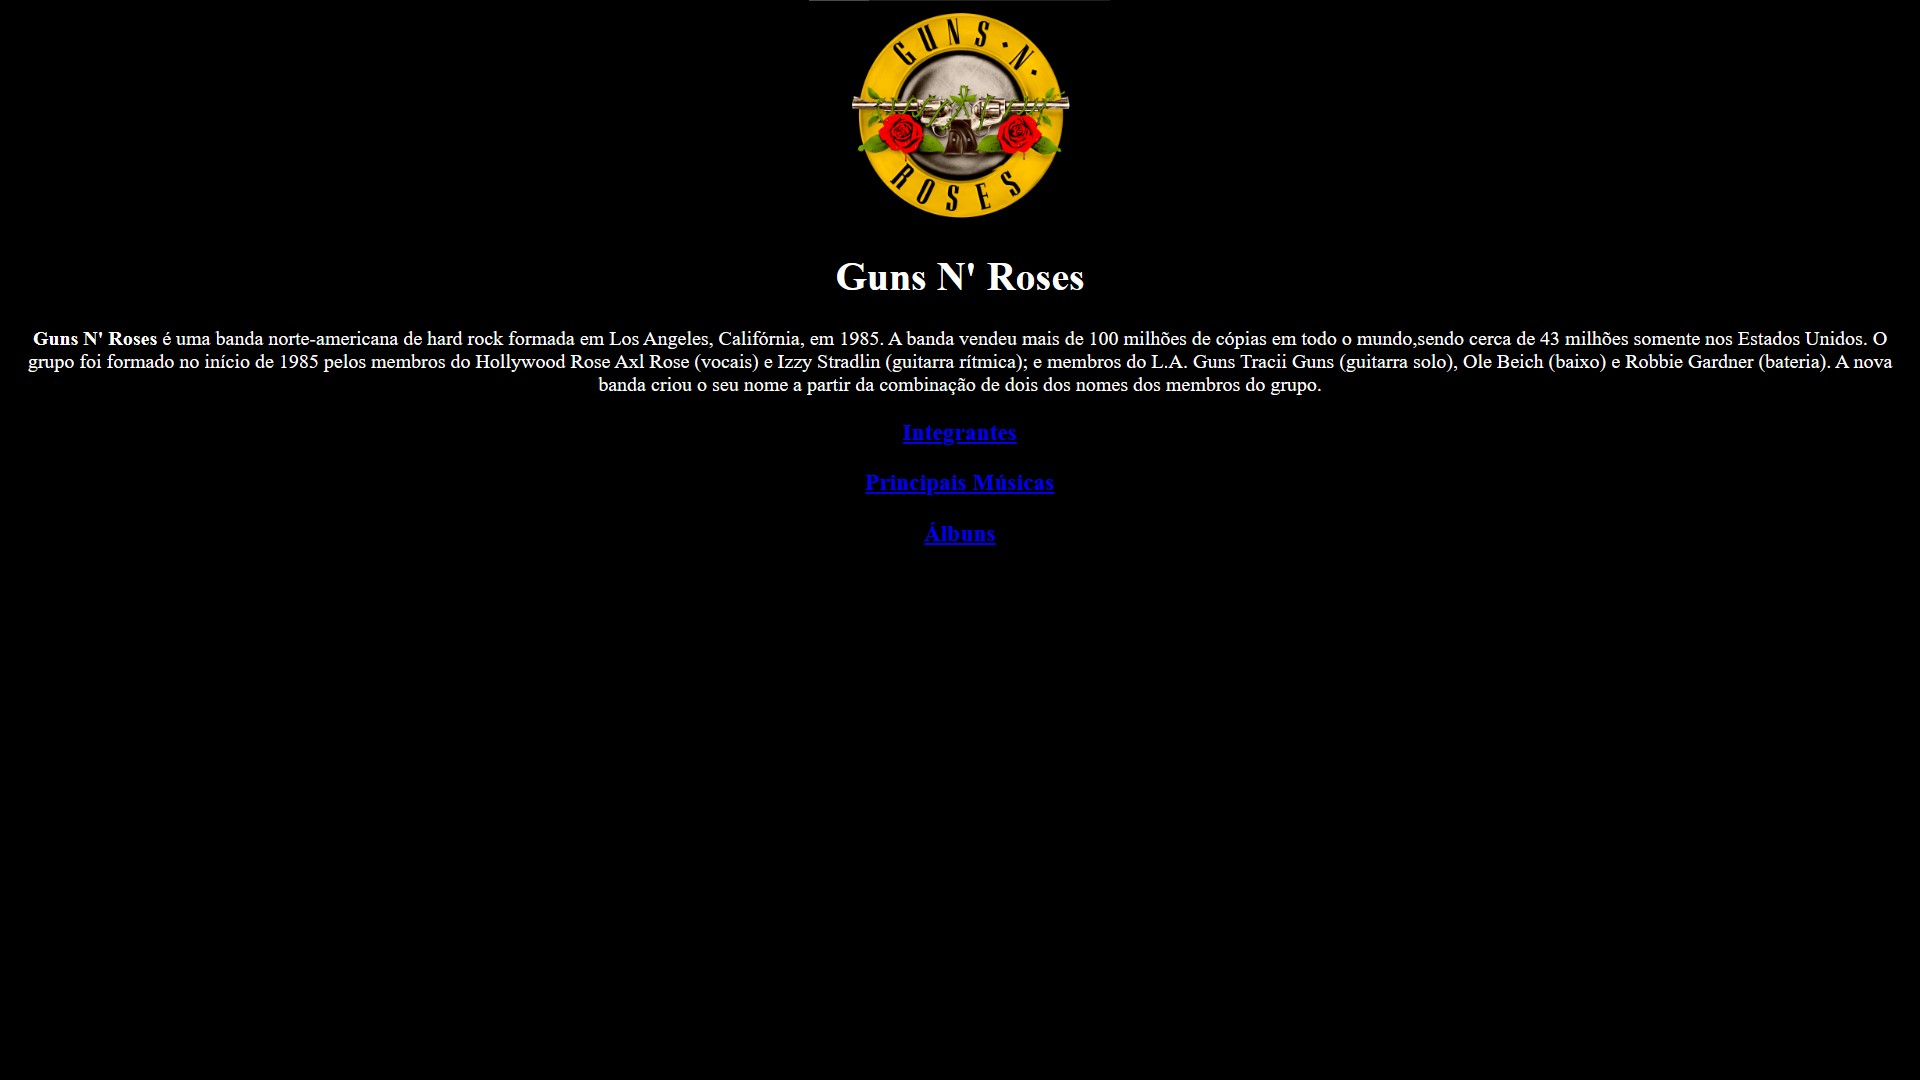 GUNS • N •
ROSES
Guns N' Roses
Guns N' Roses é uma banda norte-americana de hard rock formada em Los Angeles, Califórnia, em 1985. A banda vendeu mais de 100 milhões de cópias em todo o mundo,sendo cerca de 43 milhões somente nos Estados Unidos. O
grupo foi formado no início de 1985 pelos membros do Hollywood Rose Axl Rose (vocais) e Izzy Stradlin (guitarra rítmica); e membros do L.A. Guns Tracii Guns (guitarra solo), Ole Beich (baixo) e Robbie Gardner (bateria). A nova
banda criou o seu nome a partir da combinação de dois dos nomes dos membros do grupo.
Integrantes
Principais Músicas
Álbuns